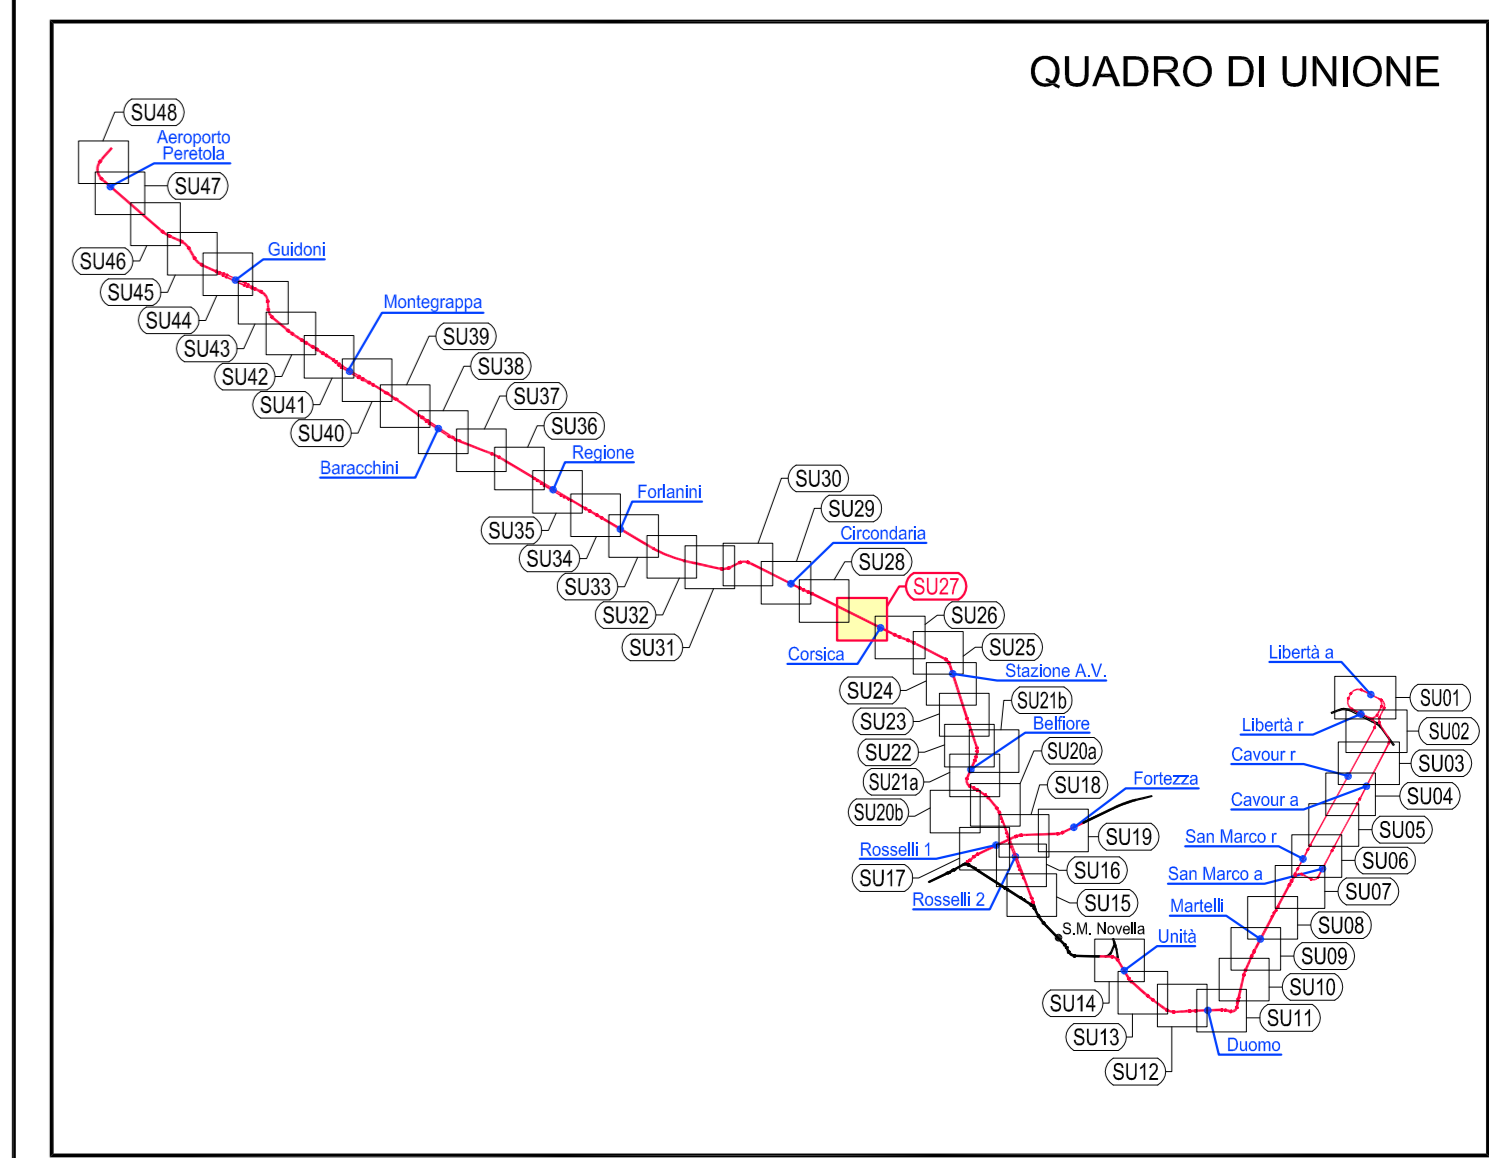 QUADRO DI UNIONE
SU48
Aeroporto
Peretola
SU47
SU46
Guidoni
SU45
Montegrappa
SU44
SU39
SU43
SU38
SU42
SU37
SU41
SU36
SU40
Regione
Baracchini
SU30
Forlanini
SU29
SU35
Circondaria
SU34
SU28
SU33
SU27
SU32
SU26
SU31
SU25
Corsica
Libertà a
Stazione A.V.
SU24
SU21b
SU01
SU23
Belfiore
Libertà r
SU02
SU22
SU20a
Cavour r
SU03
SU21a
Fortezza
SU18
Cavour a
SU04
SU20b
SU05
SU19
San Marco r
Rosselli 1
SU06
SU16
San Marco a
SU17
SU07
Rosselli 2
SU15
Martelli
SU08
S.M. Novella
Unità
SU09
SU10
SU14
SU11
SU13
Duomo
SU12